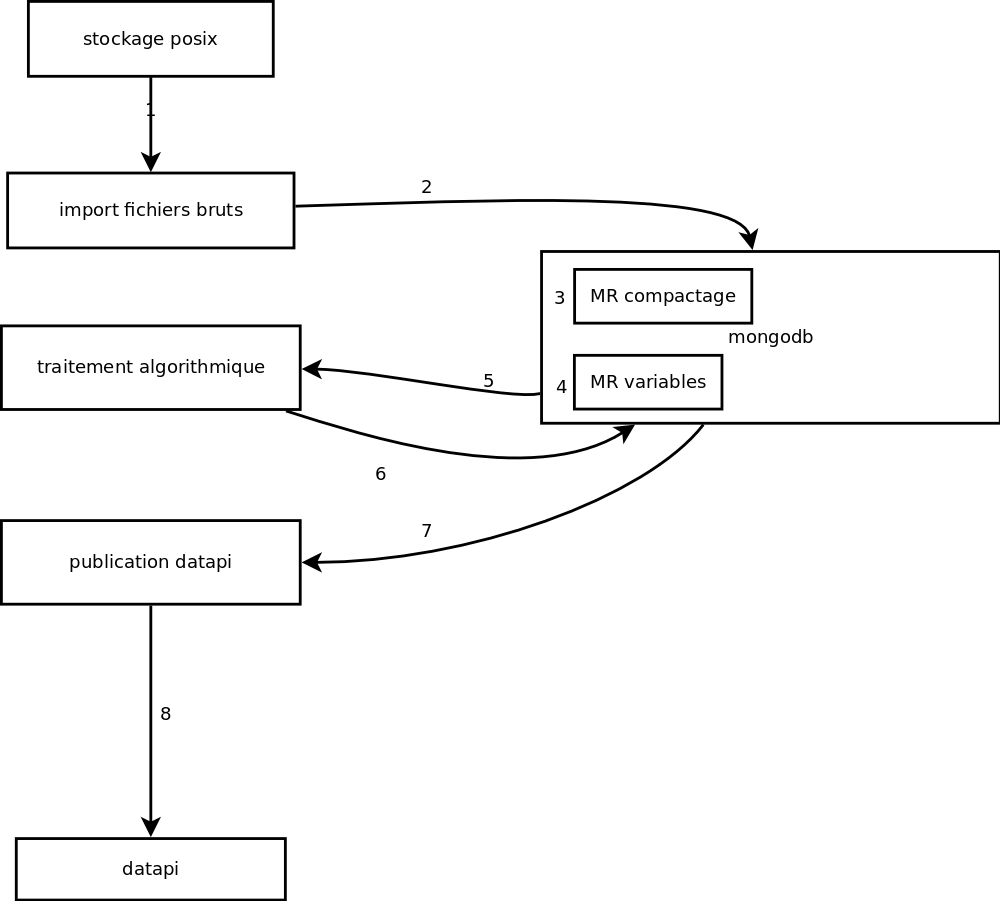 stockage posix
1
import fichiers bruts
2
3
MR compactage
mongodb
4
MR variables
traitement algorithmique
5
6
7
publication datapi
8
datapi